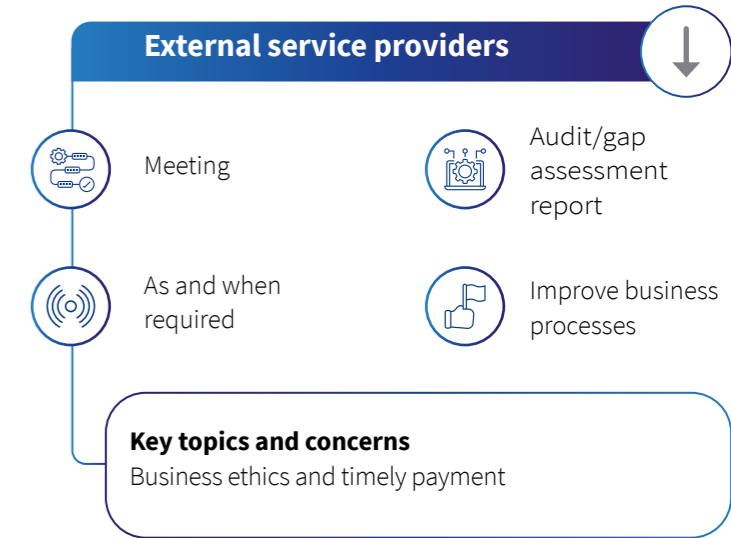 External service providers
Meeting
Audit/gap
assessment
report
As and when
required
Improve business
processes
Key topics and concerns
Business ethics and timely payment